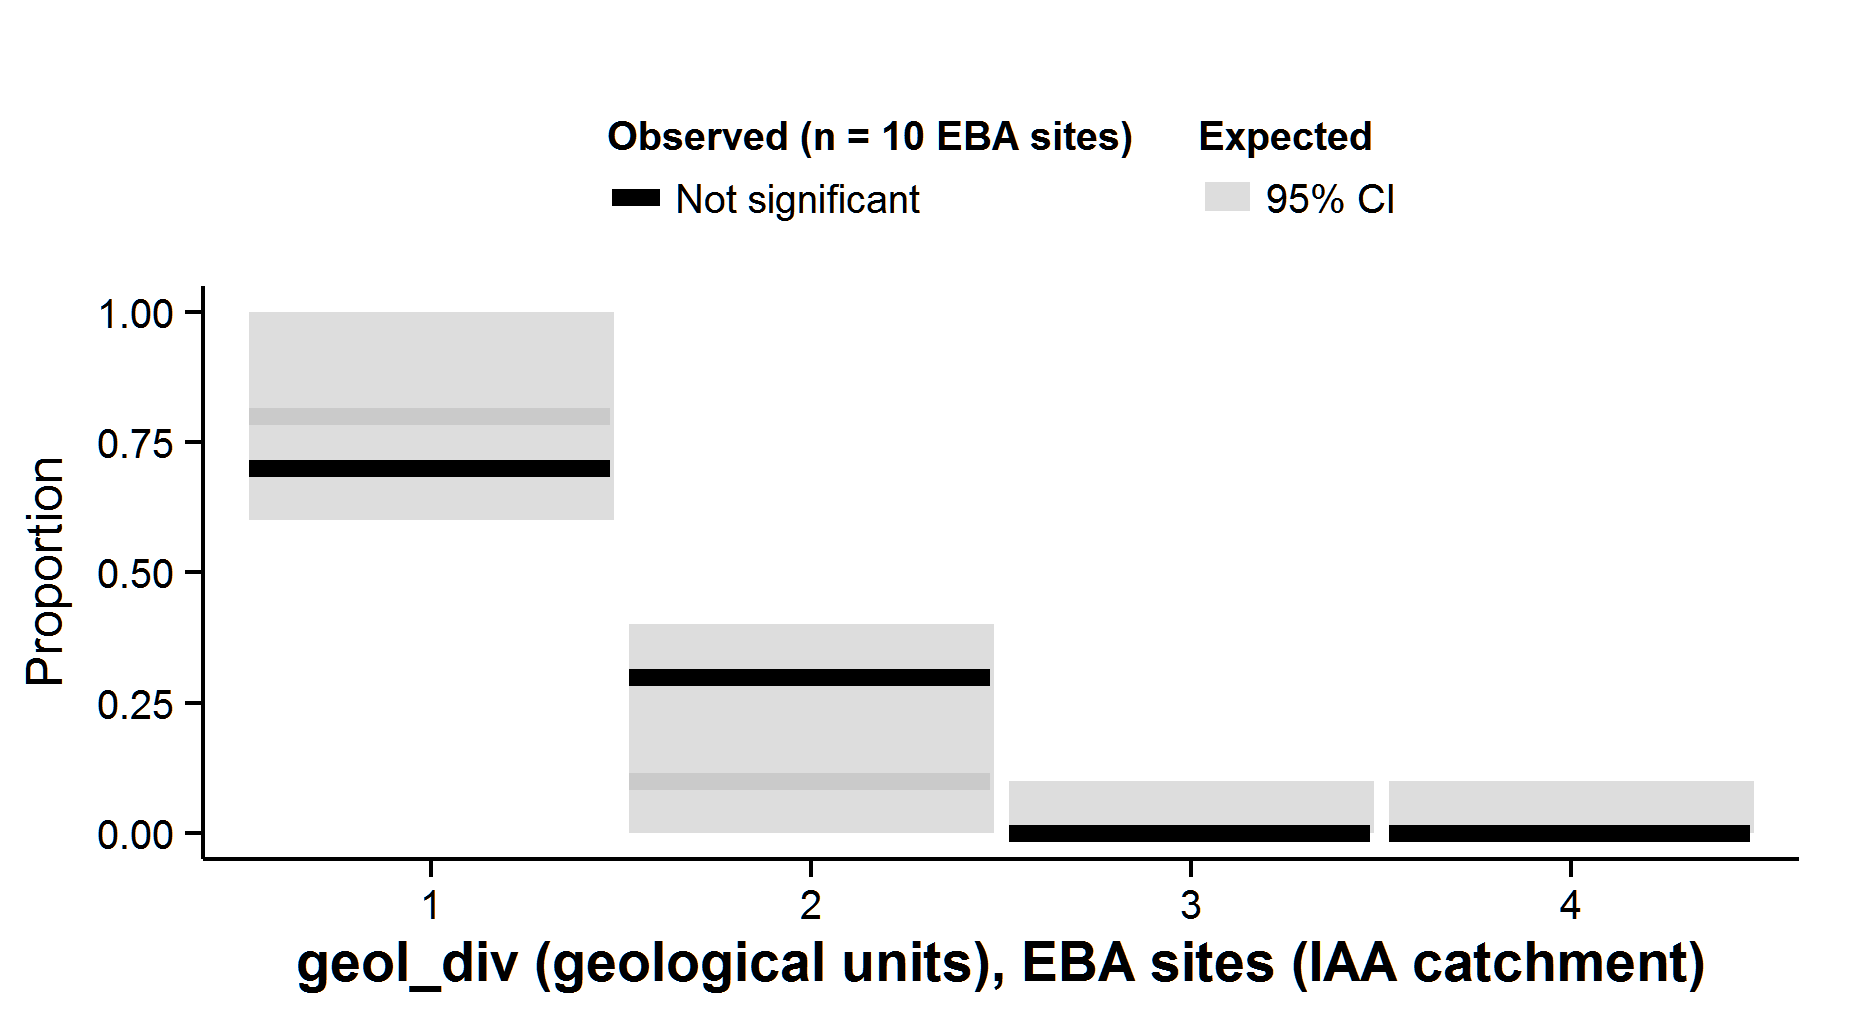 Observed (n = 10 EBA sites) Expected
Not significant 95% CI
1.00
0.75
0.50
0.25
0.00
Proportion
1 2 3 4
geol_div (geological units), EBA sites (IAA catchment)